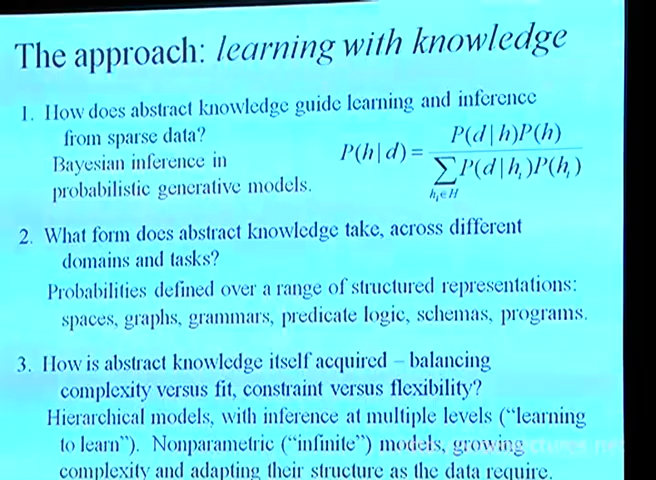 The approach: learning with knowledge
1. How does abstract knowledge guide learning and inference
from sparse data?
Bayesian inference in
probabilistic generative models.
P(h|d) = P(d|h)P(h) / ∑_{h_i∈H} P(d|h_i)P(h_i)
2. What form does abstract knowledge take, across different
domains and tasks?
Probabilities defined over a range of structured representations:
spaces, graphs, grammars, predicate logic, schemas, programs.
3. How is abstract knowledge itself acquired – balancing
complexity versus fit, constraint versus flexibility?
Hierarchical models, with inference at multiple levels (“learning
to learn”). Nonparametric (“infinite”) models, growing
complexity and adapting their structure as the data require.